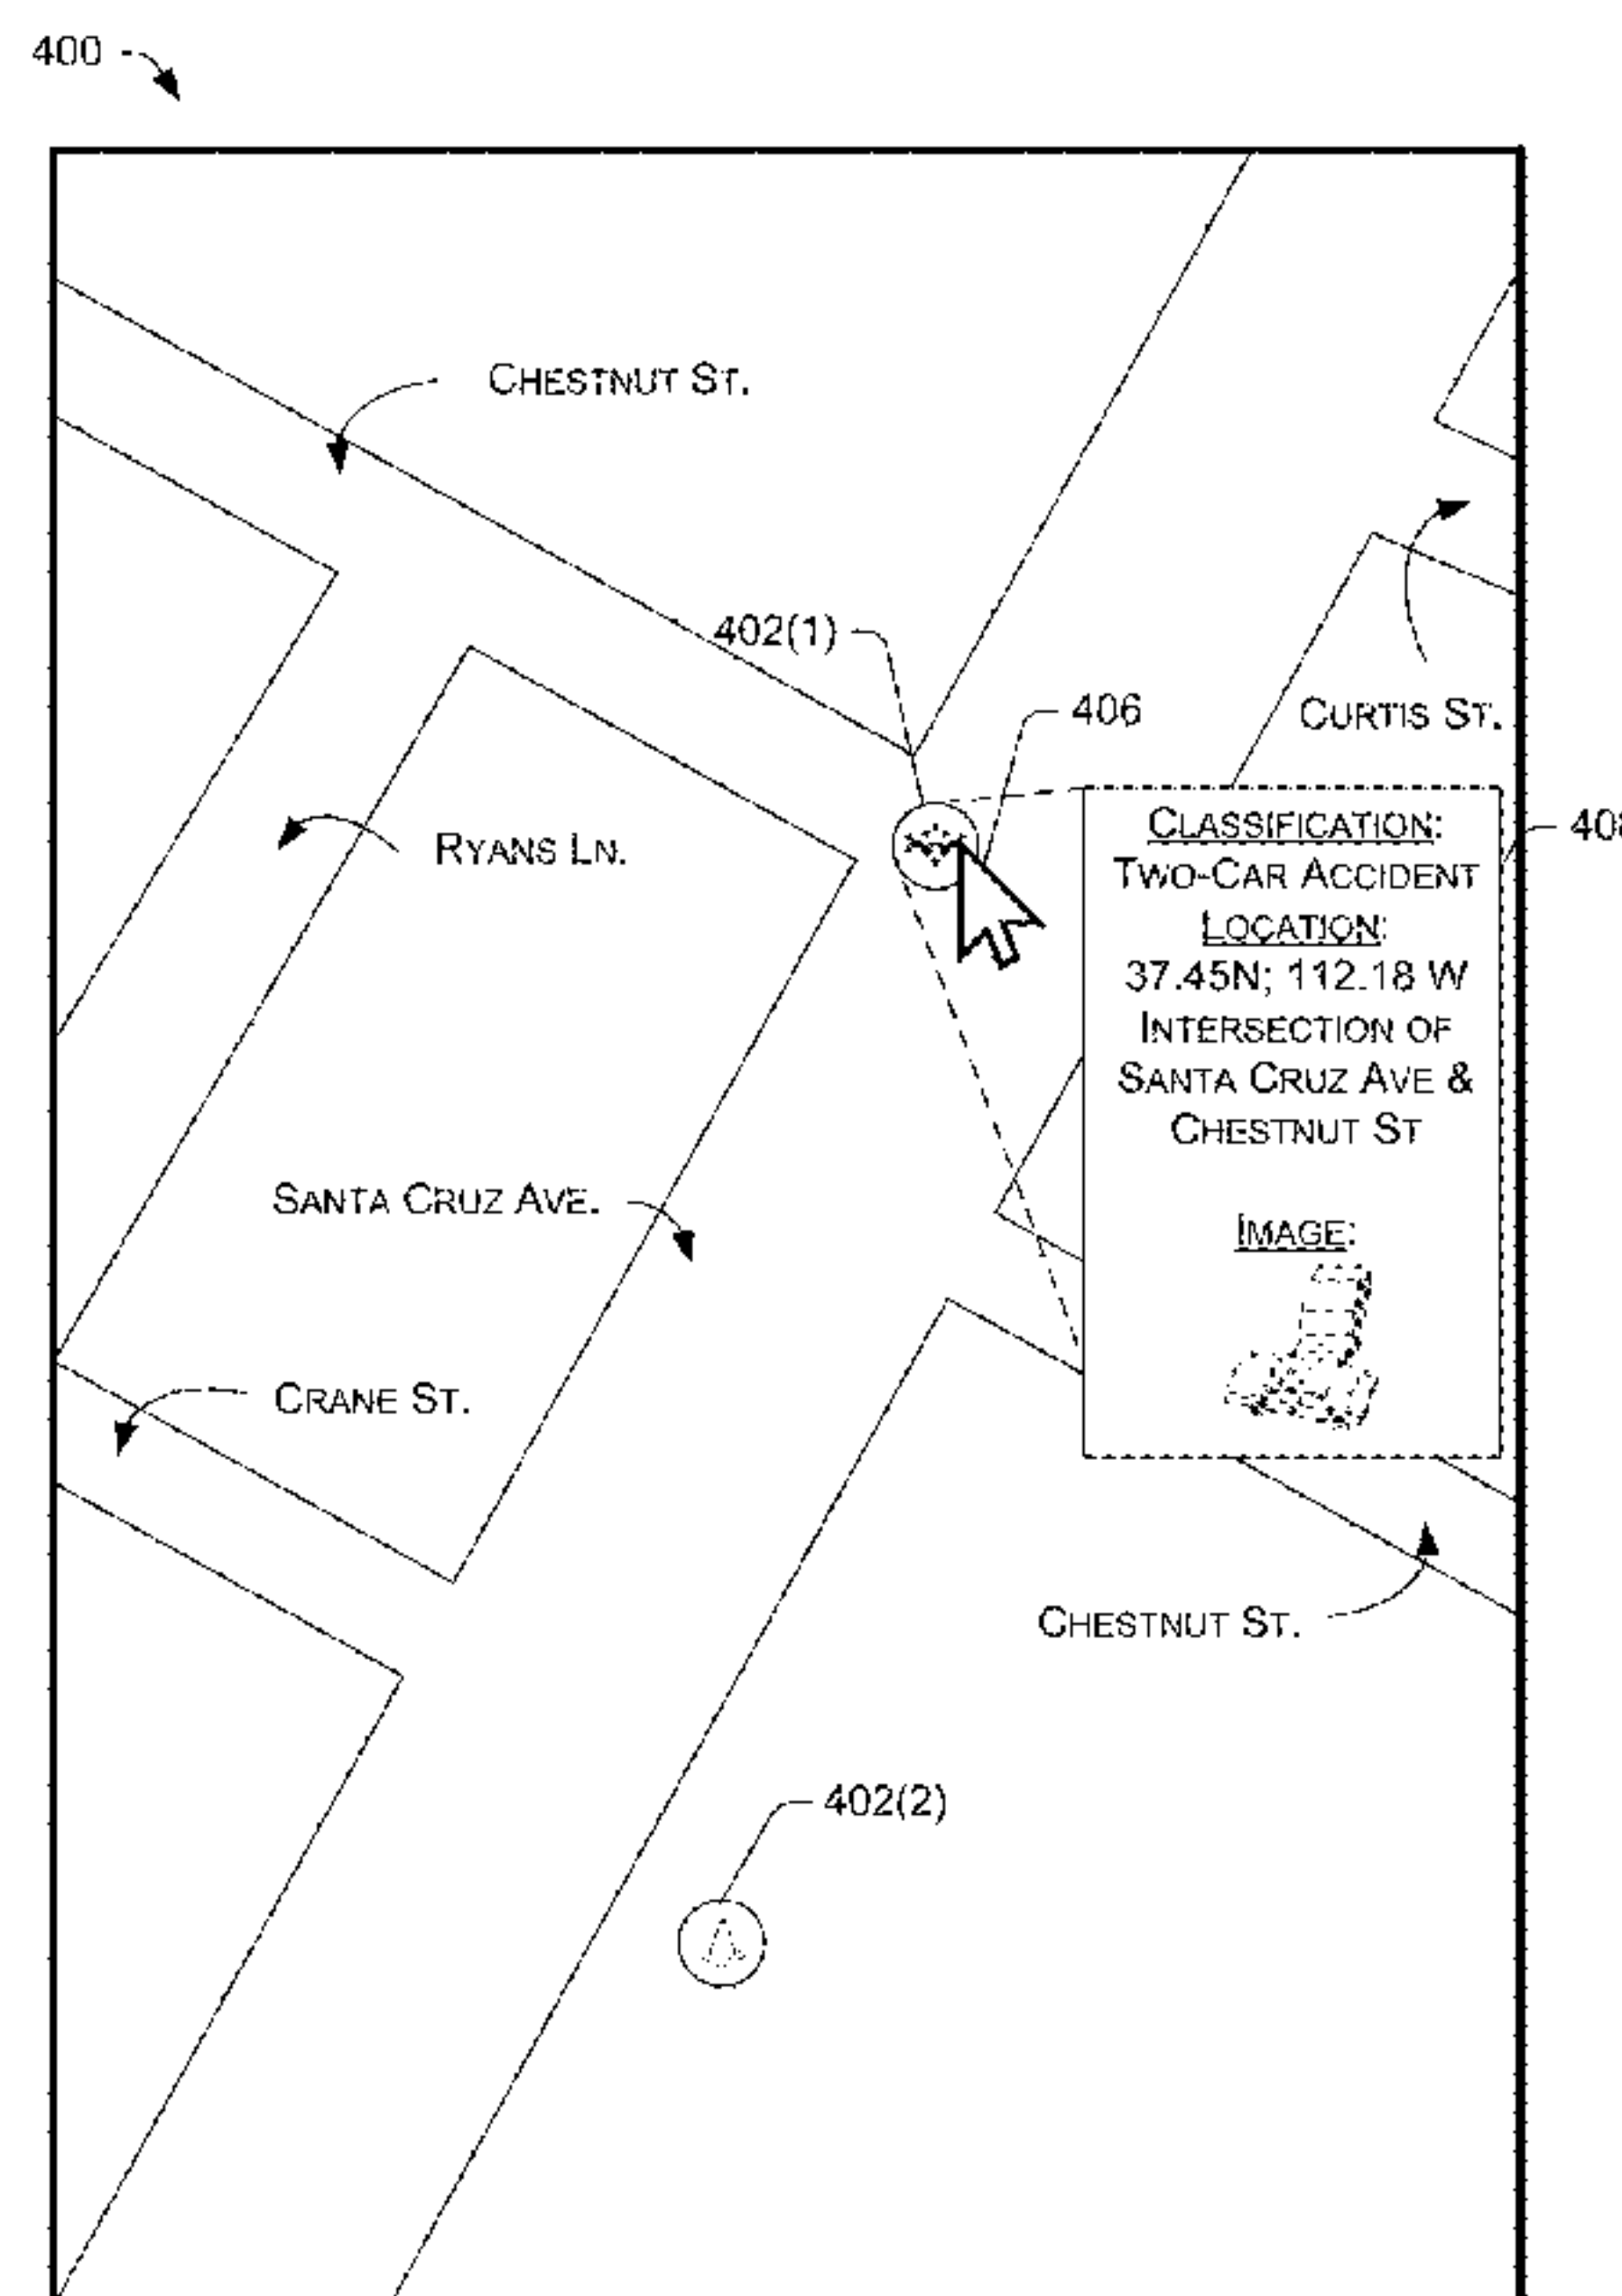 400
CHESTNUT ST.
402(1)
406
CURTIS ST.
RYANS LN.
CLASSIFICATION:
TWO-CAR ACCIDENT
LOCATION:
37.45N; 112.18 W
INTERSECTION OF
SANTA CRUZ AVE &
CHESTNUT ST
IMAGE:
SANTA CRUZ AVE.
CRANE ST.
CHESTNUT ST.
402(2)